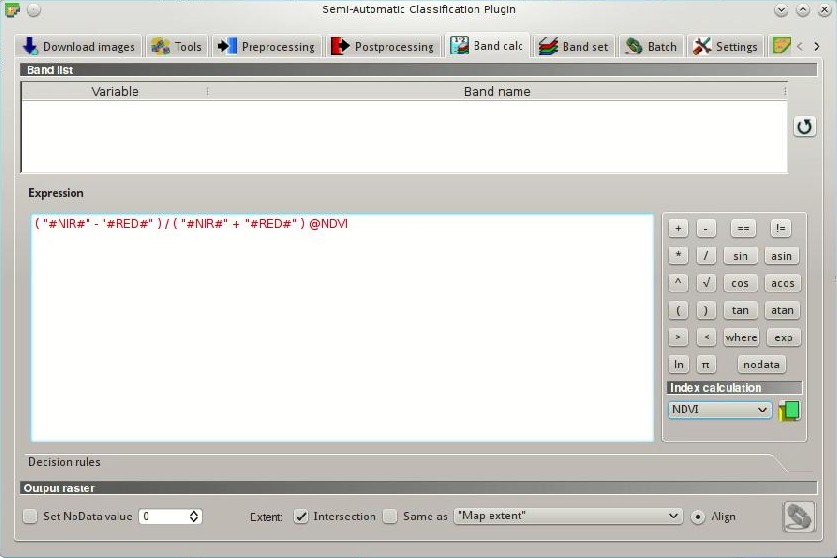 Semi-Automatic Classification Plugin
Download images Tools Preprocessing Postprocessing Band calc Band set Batch Settings < >
Band list
Variable Band name
Expression
( "#NIR#" - "#RED#" ) / ( "#NIR#" + "#RED#" ) @NDVI
+ - == !=
* / sin asin
^ √ cos acos
( ) tan atan
> < where exp
ln π nodata
Index calculation
NDVI
Decision rules
Output raster
Set NoData value 0 Extent: Intersection Same as "Map extent" Align